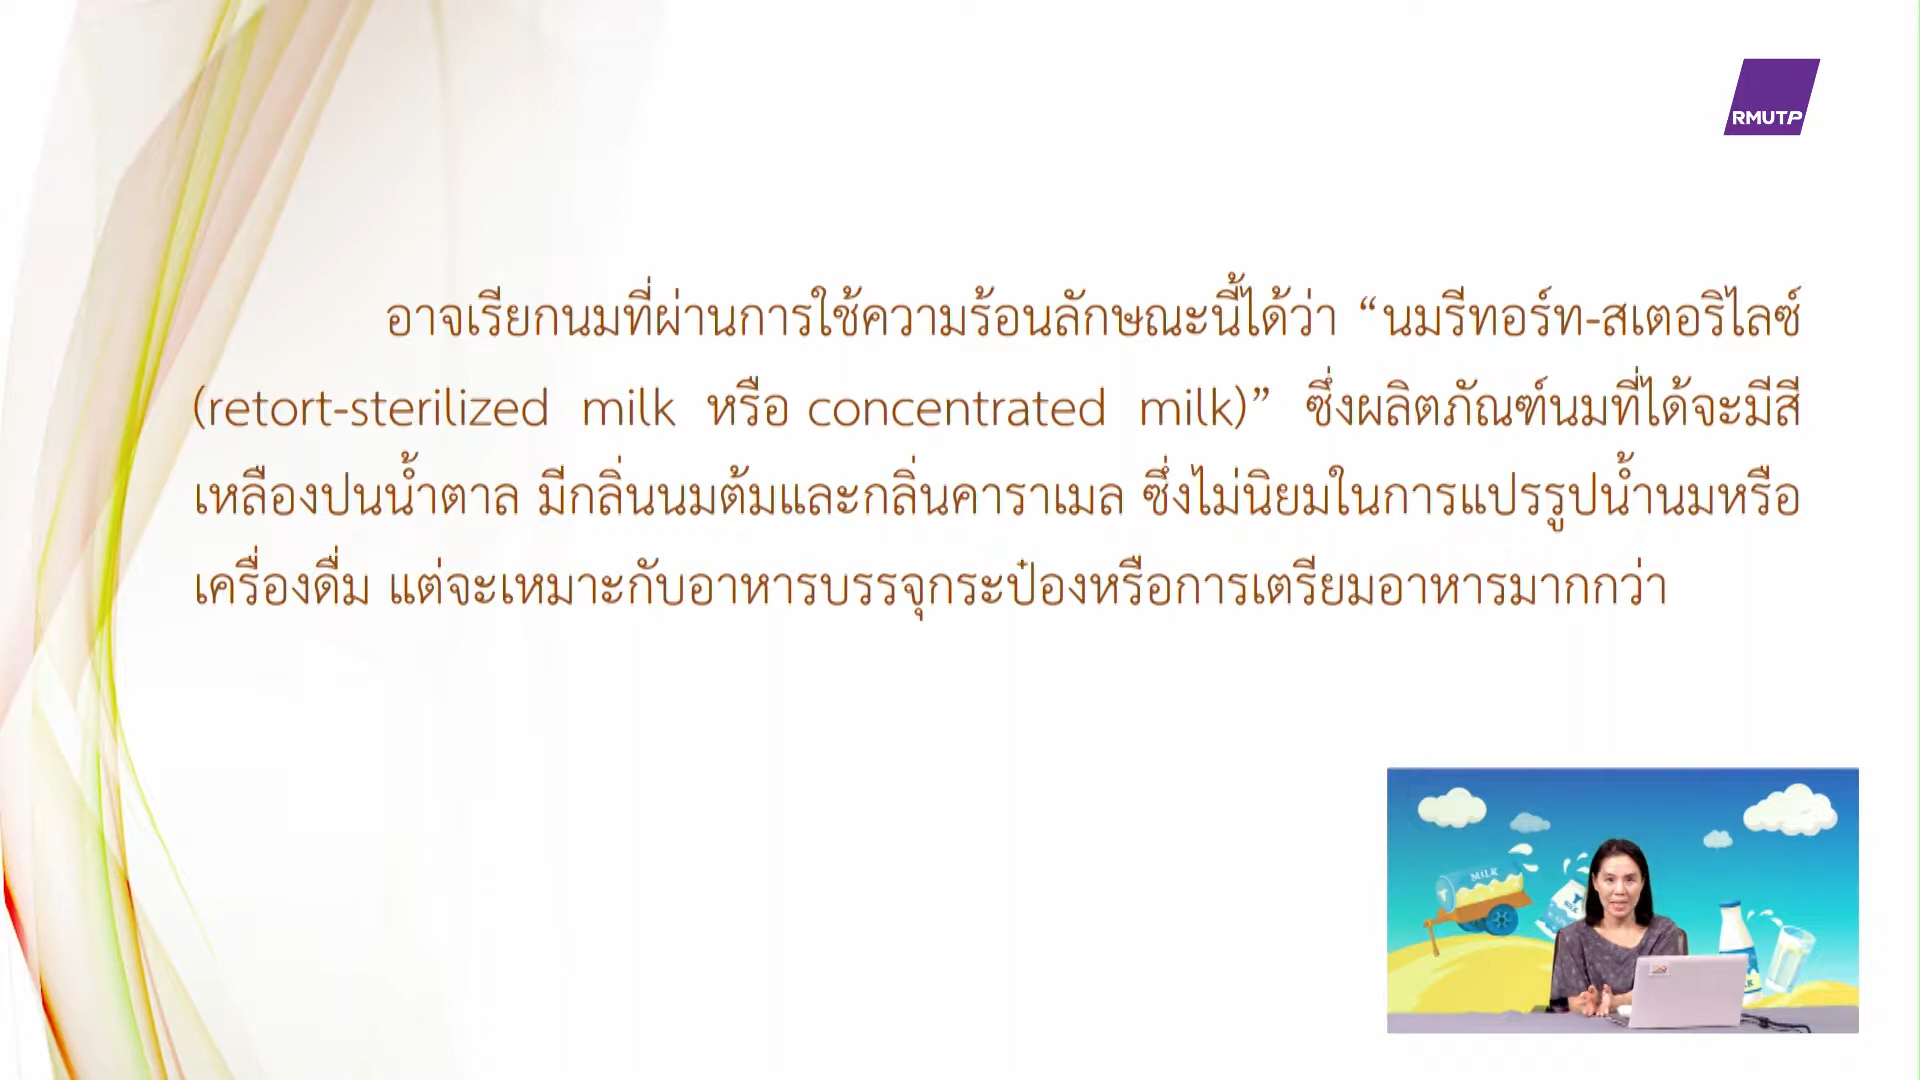 RMUTP
อาจเรียกนมที่ผ่านการใช้ความร้อนลักษณะนี้ได้ว่า “นมรีทอร์ท-สเตอริไลซ์
(retort-sterilized milk หรือ concentrated milk)” ซึ่งผลิตภัณฑ์นมที่ได้จะมีสี
เหลืองปนน้ำตาล มีกลิ่นนมต้มและกลิ่นคาราเมล ซึ่งไม่นิยมในการแปรรูปน้ำนมหรือ
เครื่องดื่ม แต่จะเหมาะกับอาหารบรรจุกระป๋องหรือการเตรียมอาหารมากกว่า
MILK